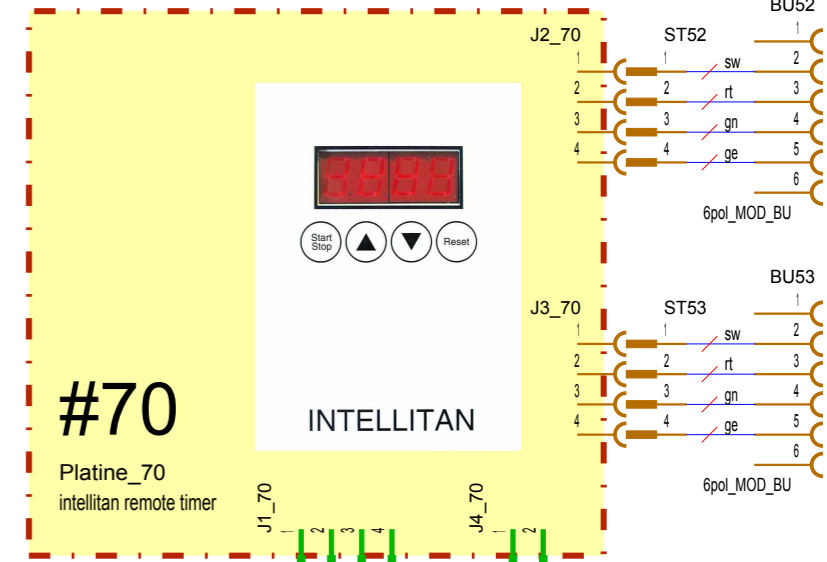 BU52
J2_70
ST52
1
1
1
2
sw
2
2
rt
3
3
3
gn
4
4
4
ge
5
6
6pol_MOD_BU
8888
Start
Stop
Reset
BU53
J3_70
ST53
1
1
1
2
sw
2
2
rt
3
3
3
gn
4
4
4
ge
5
6
6pol_MOD_BU
INTELLITAN
#70
Platine_70
intellitan remote timer
J1_70
1
2
3
4
J4_70
1
2